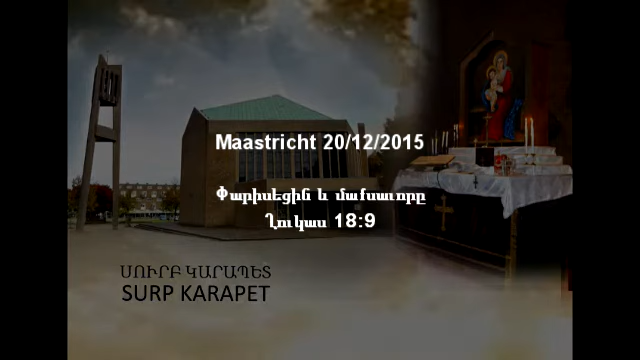 Maastricht 20/12/2015
Փարիսեցին և մաքսաւորը
Ղուկաս 18:9
ՍՈՒՐԲ ԿԱՐԱՊԵՏ
SURP KARAPET